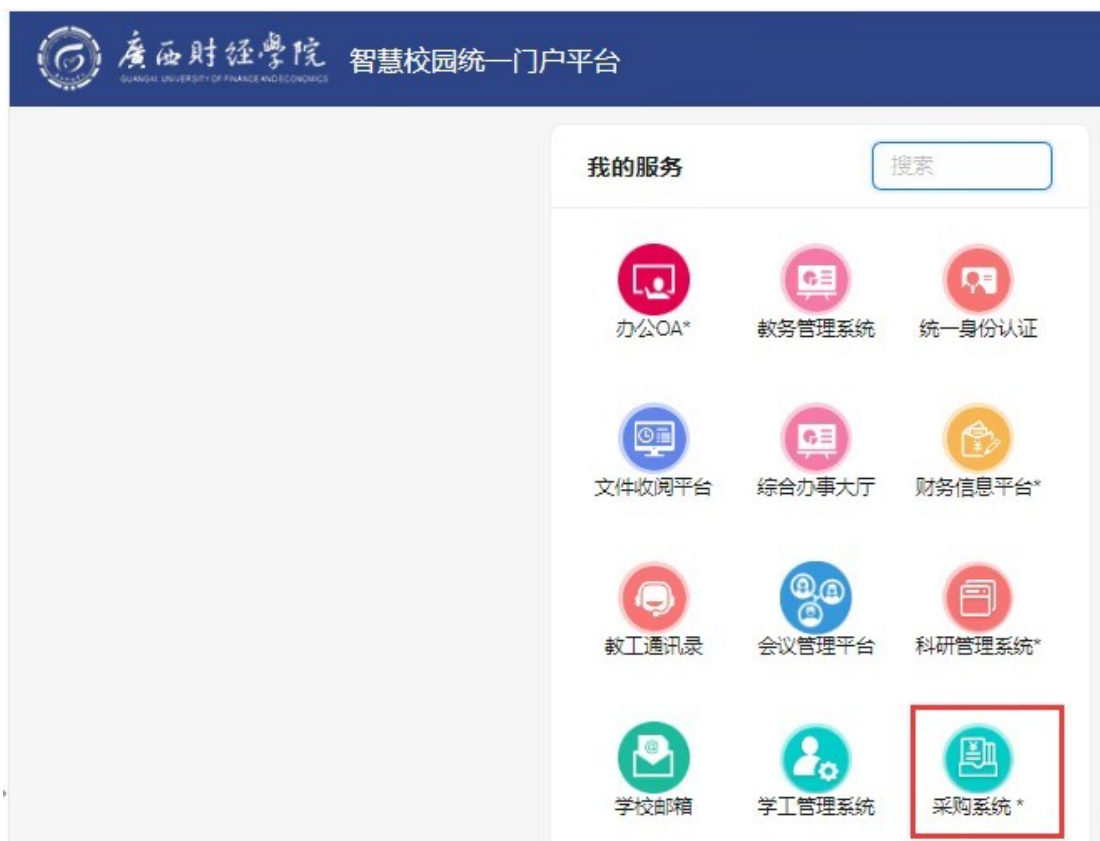 廣西财经學院 智慧校园统一门户平台
GUANGXI UNIVERSITY OF FINANCE AND ECONOMICS
我的服务 搜索
办公OA* 教务管理系统 统一身份认证
文件收阅平台 综合办事大厅 财务信息平台*
教工通讯录 会议管理平台 科研管理系统*
学校邮箱 学工管理系统 采购系统 *